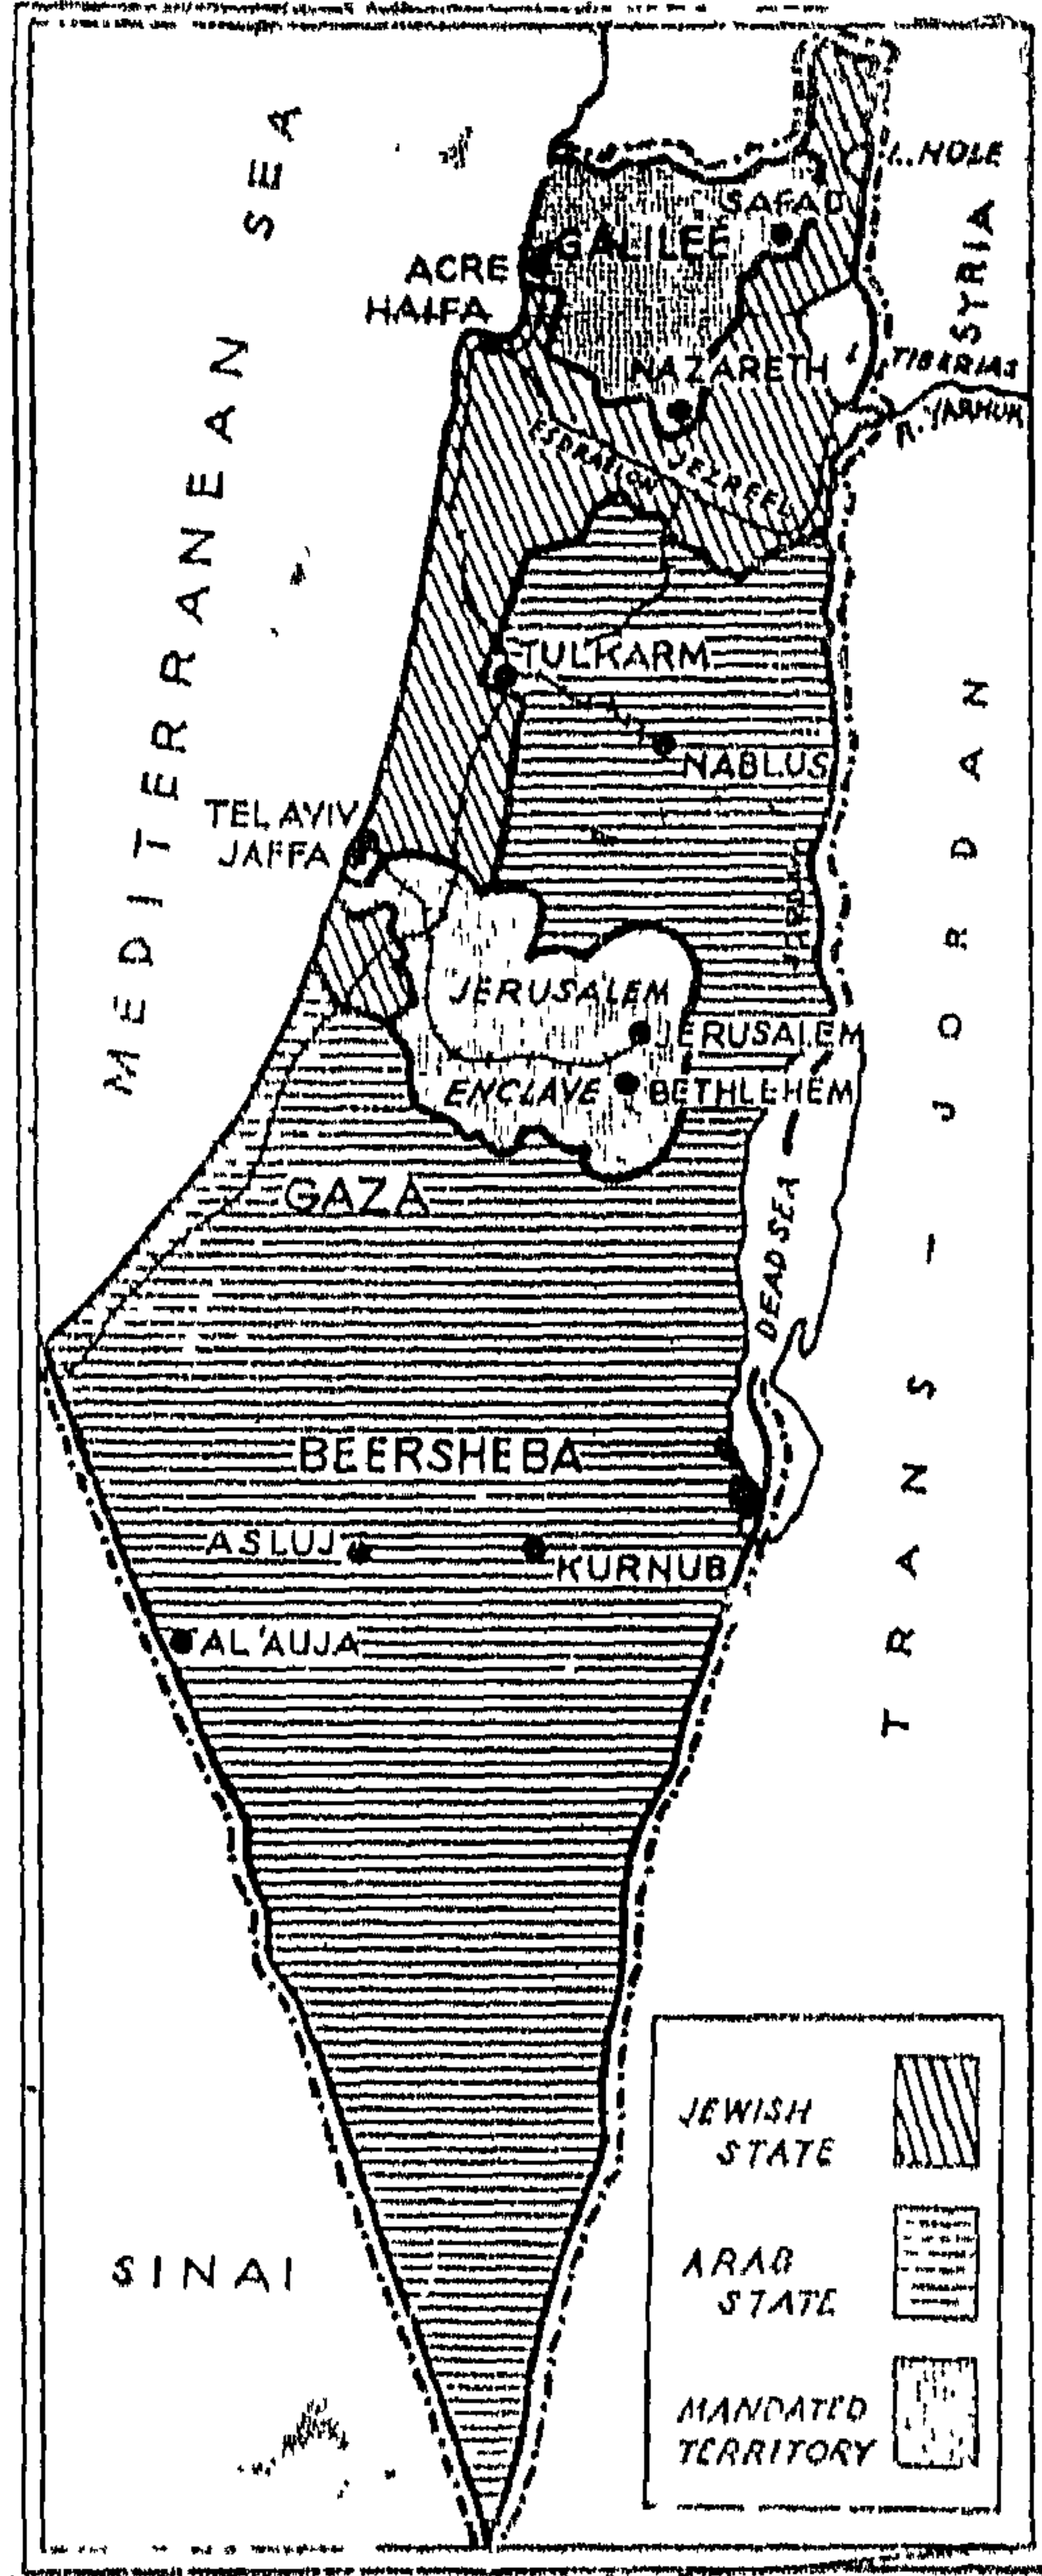 MEDITERRANEAN SEA
L. HOLE
SAFAD
GALILEE
ACRE
HAIFA
SYRIA
NAZARETH
TIBERIAS
R. YARMUK
ESDRAELON
JEZREEL
TULKARM
NABLUS
TEL AVIV
JAFFA
JORDAN
TRANS-JORDAN
JERUSALEM
JERUSALEM
ENCLAVE
BETHLEHEM
GAZA
DEAD SEA
BEERSHEBA
ASLUJ
KURNUB
AL'AUJA
SINAI
JEWISH
STATE
ARAB
STATE
MANDATED
TERRITORY